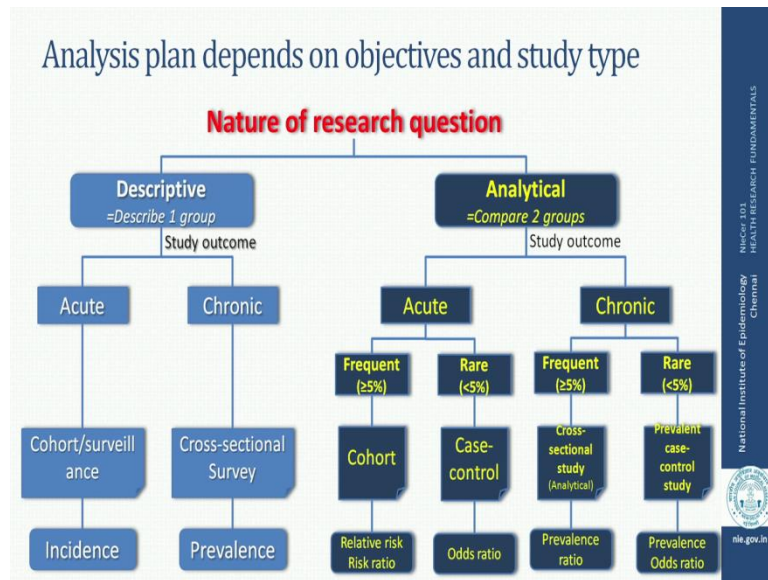 Analysis plan depends on objectives and study type
Nature of research question
Descriptive
=Describe 1 group
Analytical
=Compare 2 groups
Study outcome
Study outcome
Acute
Chronic
Acute
Chronic
Frequent
(≥5%)
Rare
(<5%)
Frequent
(≥5%)
Rare
(<5%)
Cohort/surveill
ance
Cross-sectional
Survey
Cohort
Case-
control
Cross-
sectional
study
(Analytical)
Prevalent
case-
control
study
Incidence
Prevalence
Relative risk
Risk ratio
Odds ratio
Prevalence
ratio
Prevalence
Odds ratio
NIeCer 101
HEALTH RESEARCH FUNDAMENTALS
National Institute of Epidemiology
Chennai
nie.gov.in